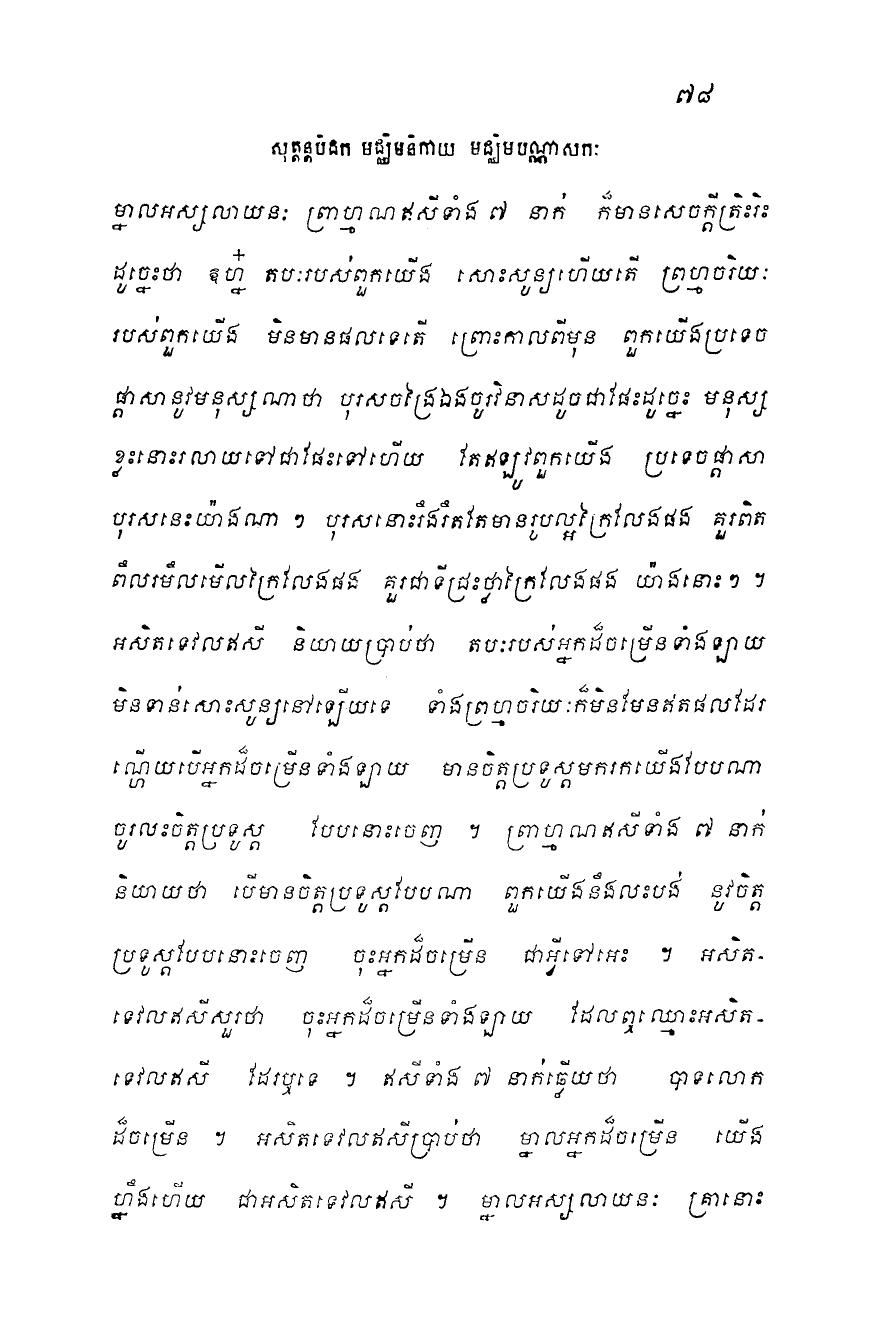 ៧៨
សុត្តន្តបិដក មជ្ឈិមនិកាយ មជ្ឈិមបណ្ណាសកៈ
ម្នាលអស្សលាយនៈ ព្រាហ្មណឥសីទាំង ៧ នាក់ ក៏មានសេចក្តីត្រិះរិះ
ដូច្នេះថា ឧហ្ន៎ តបៈរបស់ពួកយើង សោះសូន្យហើយតើ ព្រហ្មចរិយៈ
របស់ពួកយើង មិនមានផលទេតើ ព្រោះកាលពីមុន ពួកយើងប្រទេច
ផ្តាសានូវមនុស្សណាថា បុរសចង្រៃឯងចូរវិនាសដូចជាផែះដូច្នេះ មនុស្ស
ខ្លះនោះរលាយទៅជាផែះទៅហើយ តែឥឡូវពួកយើង ប្រទេចផ្តាសា
បុរសនេះយ៉ាងណា ៗ បុរសនោះរឹងរឹតតែមានរូបល្អក្រៃលែងផង គួរពិត
ពឹលរមឹលមើលក្រៃលែងផង គួរជាទីជ្រះថ្លាក្រៃលែងផង យ៉ាងនោះៗ ។
អសិតទេវលឥសី និយាយប្រាប់ថា តបៈរបស់អ្នកដ៏ចម្រើនទាំងឡាយ
មិនទាន់សោះសូន្យនៅឡើយទេ ទាំងព្រហ្មចរិយៈក៏មិនមែនឥតផលដែរ
ណ្ហើយបើអ្នកដ៏ចម្រើនទាំងឡាយ មានចិត្តប្រទូស្តមករកយើងបែបណា
ចូរលះចិត្តប្រទូស្ត បែបនោះចេញ ។ ព្រាហ្មណឥសីទាំង ៧ នាក់
និយាយថា បើមានចិត្តប្រទូស្តបែបណា ពួកយើងនឹងលះបង់ នូវចិត្ត
ប្រទូស្តបែបនោះចេញ ចុះអ្នកដ៏ចម្រើន ជាអ្វីទៅអេះ ។ អសិត-
ទេវលឥសីសួរថា ចុះអ្នកដ៏ចម្រើនទាំងឡាយ ដែលឮឈ្មោះអសិត-
ទេវលឥសី ដែរឬទេ ។ ឥសីទាំង ៧ នាក់ឆ្លើយថា បាទលោក
ដ៏ចម្រើន ។ អសិតទេវលឥសីប្រាប់ថា ម្នាលអ្នកដ៏ចម្រើន យើង
ហ្នឹងហើយ ជាអសិតទេវលឥសី ។ ម្នាលអស្សលាយនៈ គ្រានោះ